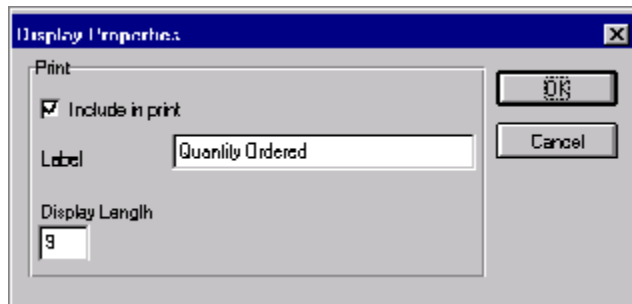 Display Properties
Print
Include in print
OK
Label
Quantity Ordered
Cancel
Display Length
9